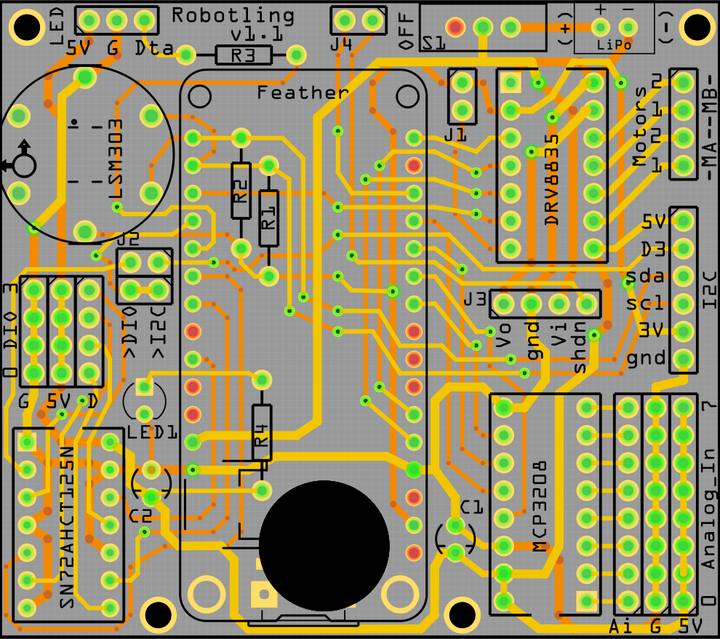 LED
5V G Dta
Robotling
v1.1
R3
J4
OFF
S1
(+)
+ -
LiPo
(-)
Feather
J1
DRV8835
Motors
1 2 1 2
-MA--MB-
LSM303
R2
R1
J2
>DIO
>I2C
0 DIO 3
G 5V D
J3
Vo
gnd
Vi
shdn
5V
D3
sda
scl
3V
gnd
I2C
LED1
R4
SN72AHCT125N
C2
C1
MCP3208
0 Analog_In 7
Ai G 5V